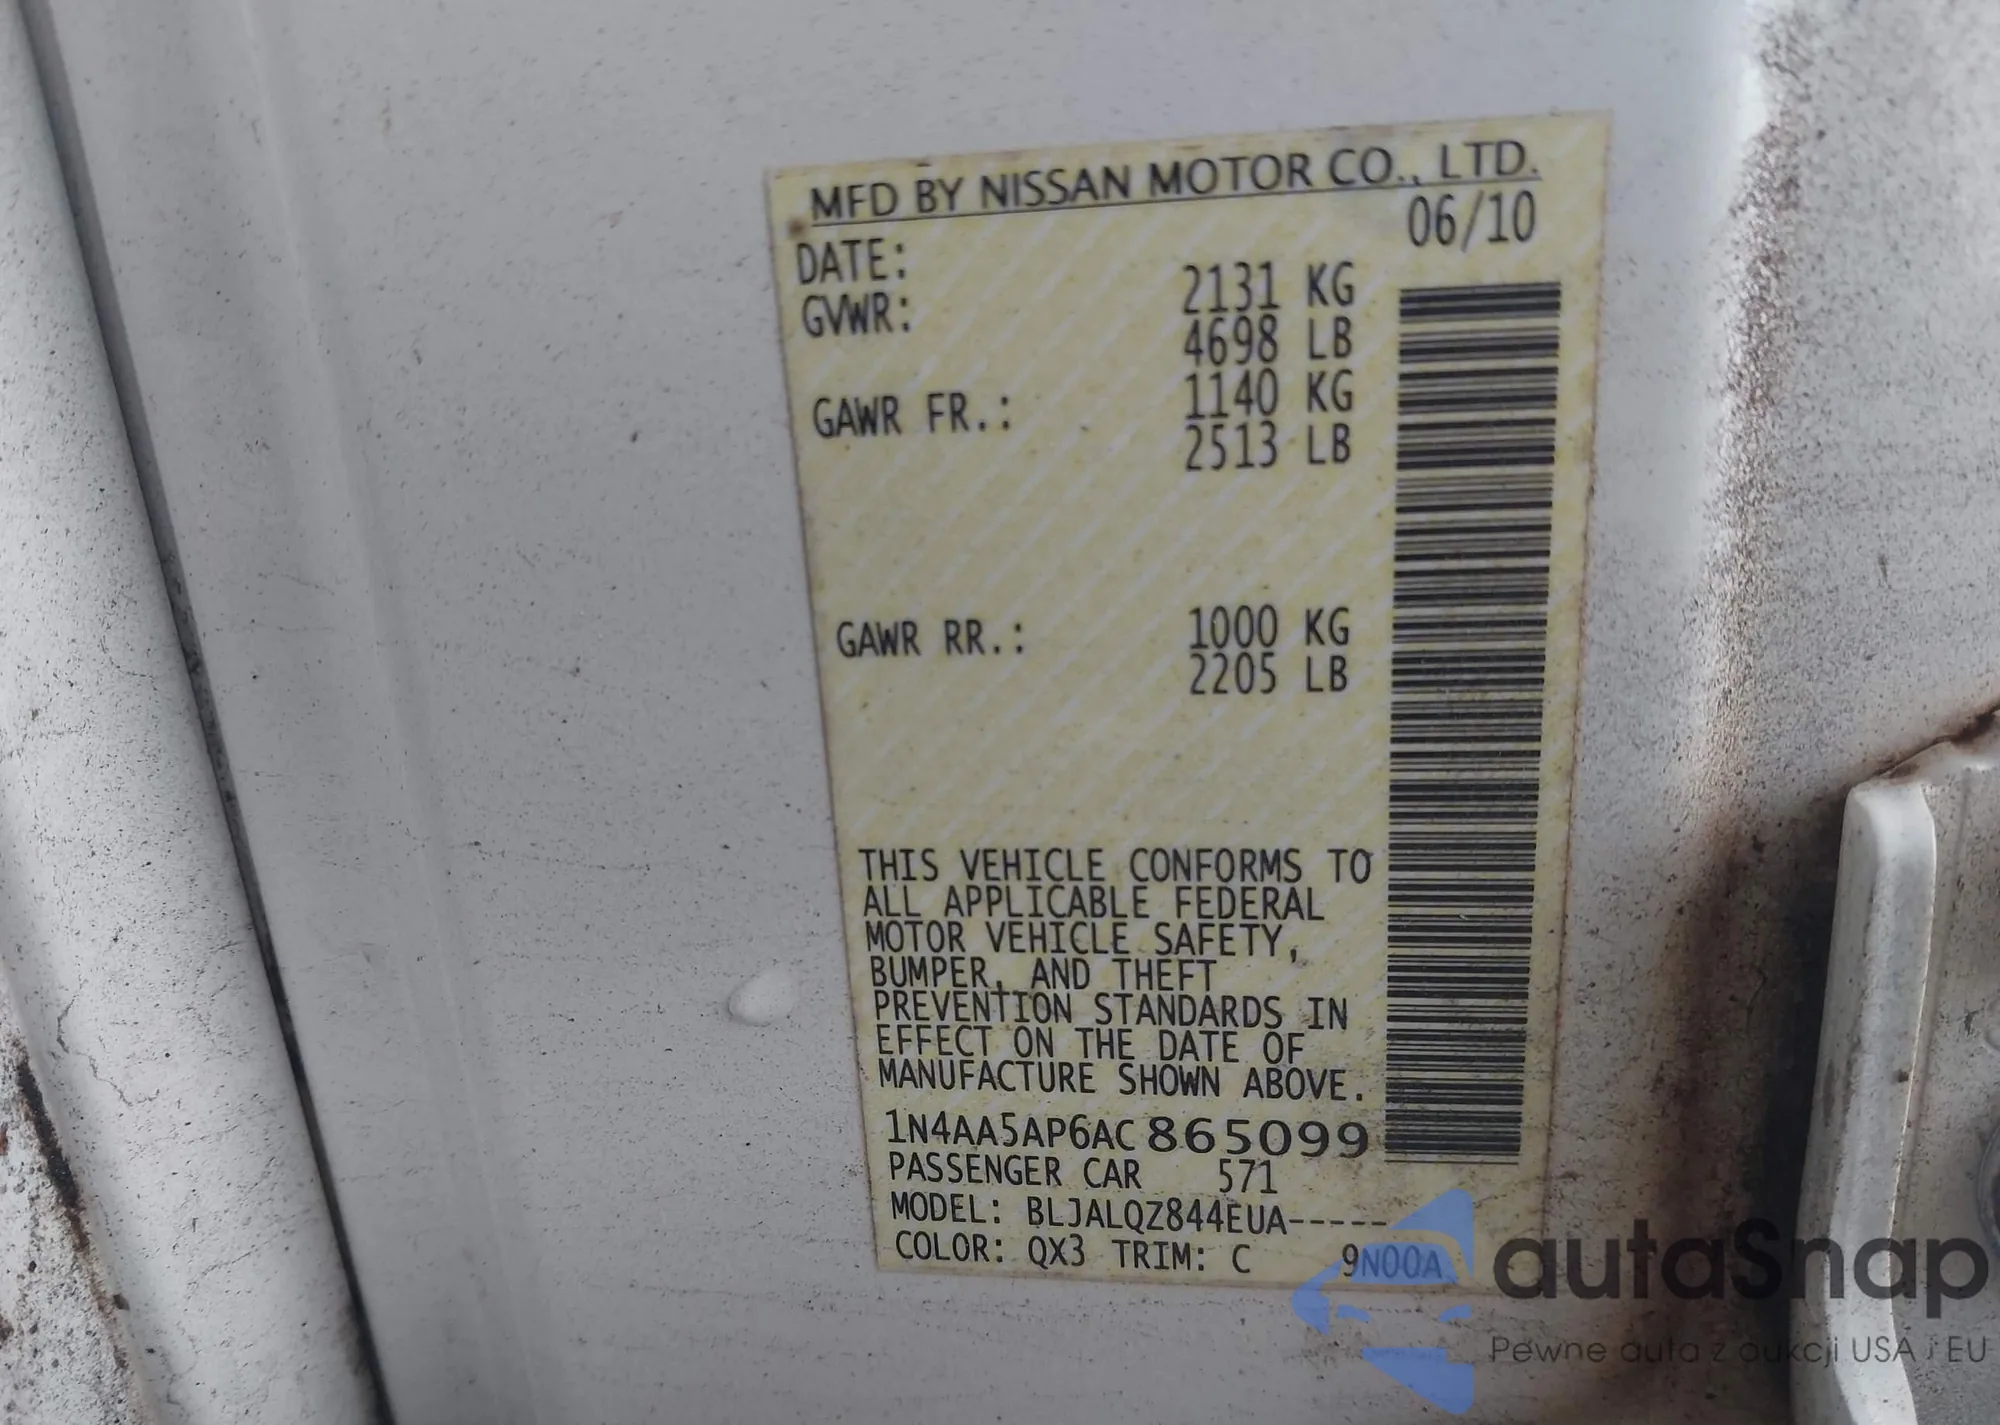 MFD BY NISSAN MOTOR CO., LTD.
DATE: 06/10
GVWR: 2131 KG
4698 LB
GAWR FR.: 1140 KG
2513 LB
GAWR RR.: 1000 KG
2205 LB
THIS VEHICLE CONFORMS TO
ALL APPLICABLE FEDERAL
MOTOR VEHICLE SAFETY,
BUMPER, AND THEFT
PREVENTION STANDARDS IN
EFFECT ON THE DATE OF
MANUFACTURE SHOWN ABOVE.
1N4AA5AP6AC865099
PASSENGER CAR 571
MODEL: BLJALQZ844EUA-----
COLOR: QX3 TRIM: C 9N00A
autaSnap
Pewne auta z aukcji USA i EU